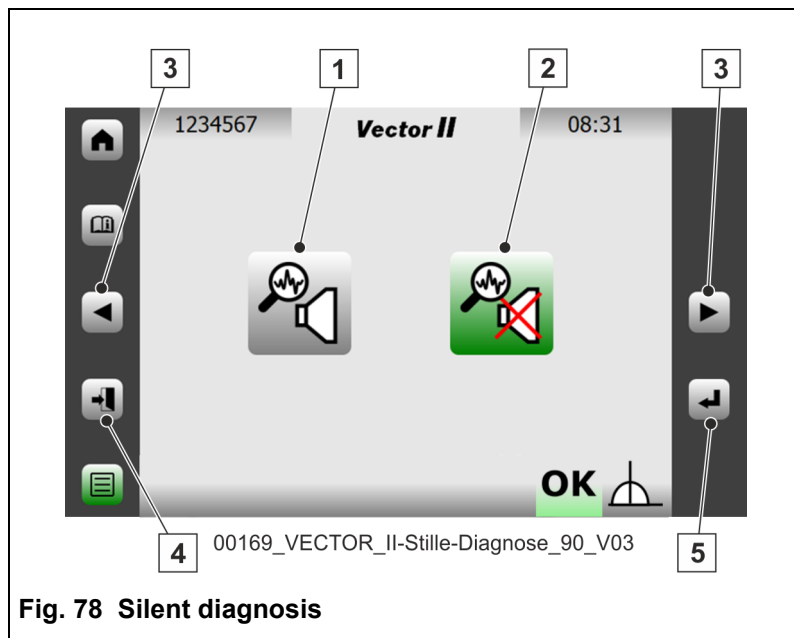 3 1 2 3
1234567 Vector II 08:31
OK
4 00169_VECTOR_II-Stille-Diagnose_90_V03 5
Fig. 78 Silent diagnosis